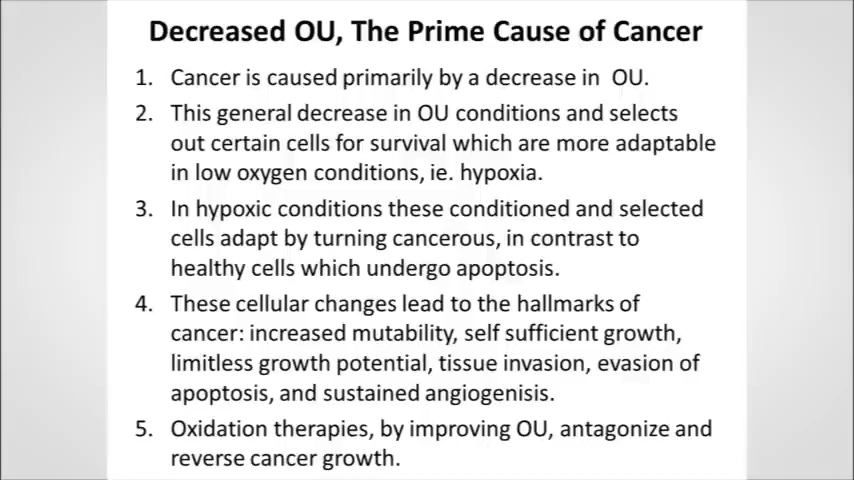 Decreased OU, The Prime Cause of Cancer
1. Cancer is caused primarily by a decrease in OU.
2. This general decrease in OU conditions and selects
out certain cells for survival which are more adaptable
in low oxygen conditions, ie. hypoxia.
3. In hypoxic conditions these conditioned and selected
cells adapt by turning cancerous, in contrast to
healthy cells which undergo apoptosis.
4. These cellular changes lead to the hallmarks of
cancer: increased mutability, self sufficient growth,
limitless growth potential, tissue invasion, evasion of
apoptosis, and sustained angiogenisis.
5. Oxidation therapies, by improving OU, antagonize and
reverse cancer growth.